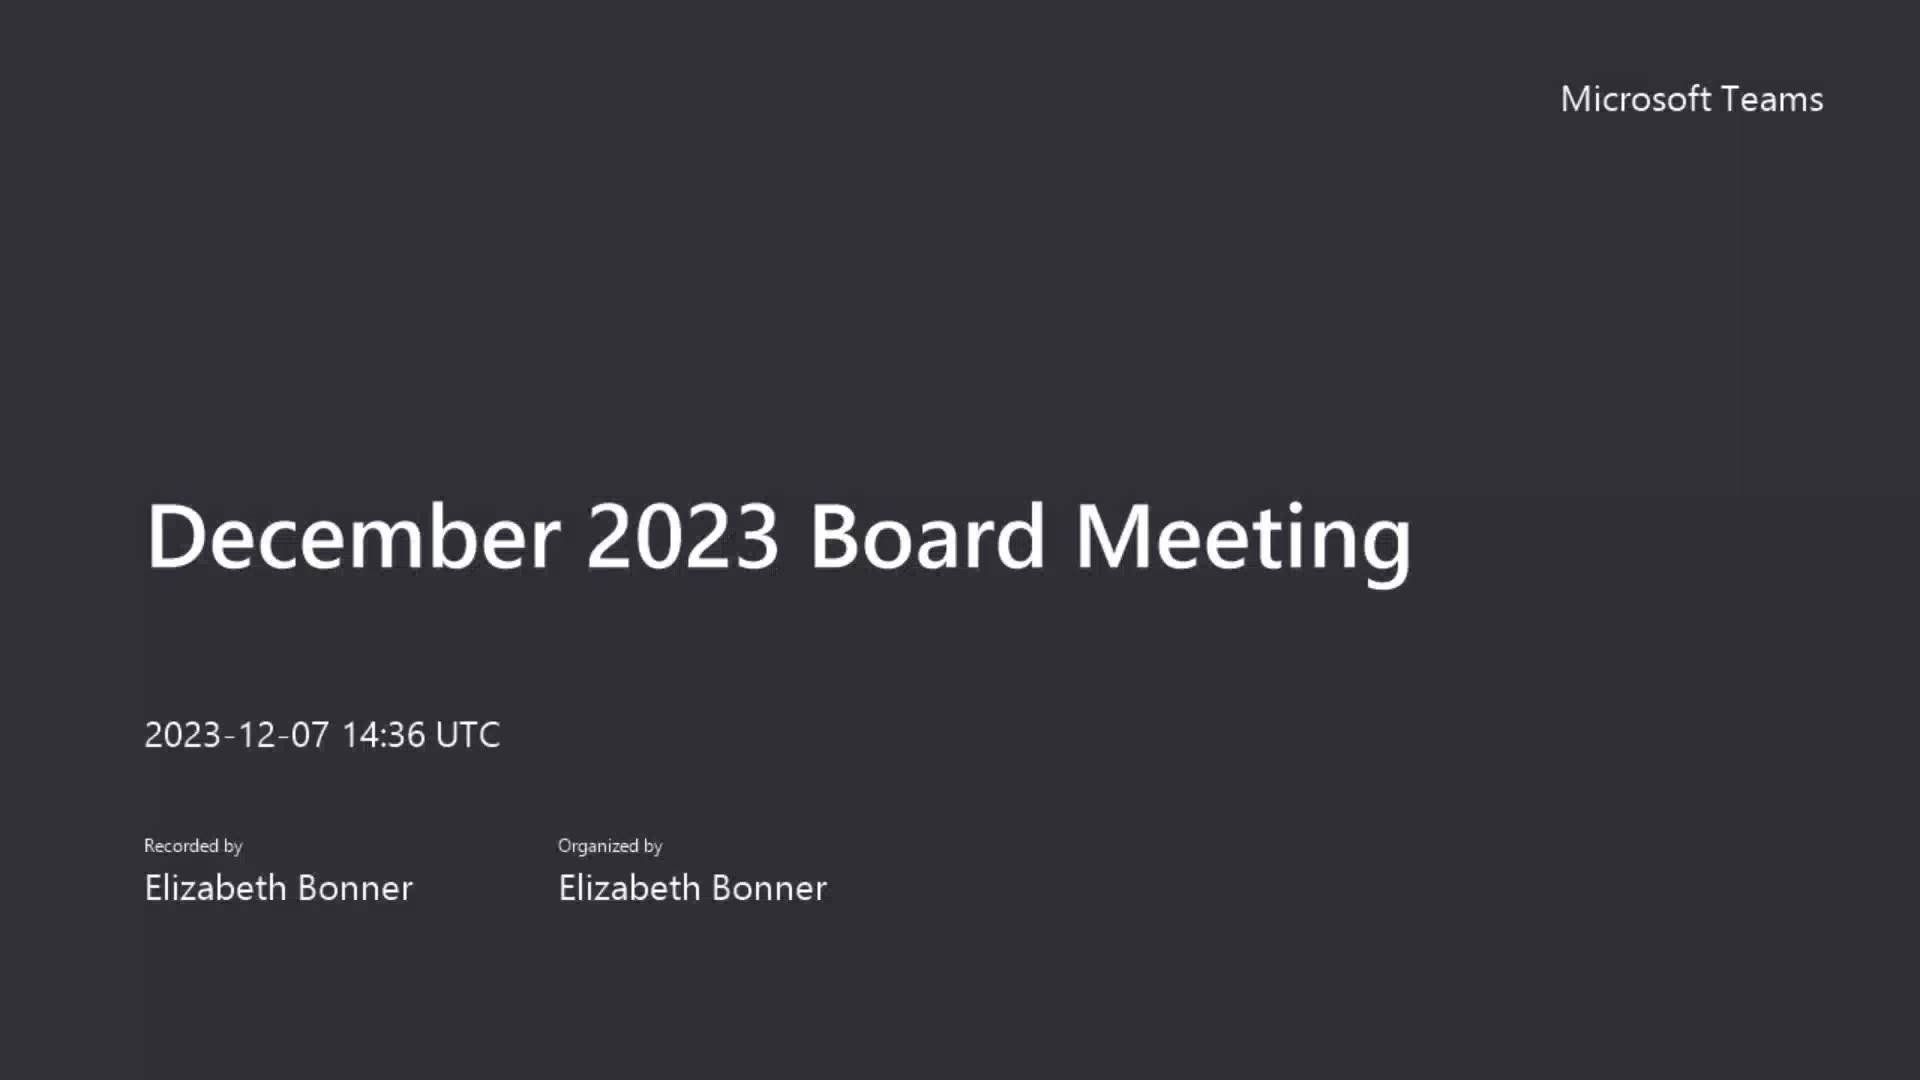 Microsoft Teams
December 2023 Board Meeting
2023-12-07 14:36 UTC
Recorded by
Elizabeth Bonner
Organized by
Elizabeth Bonner